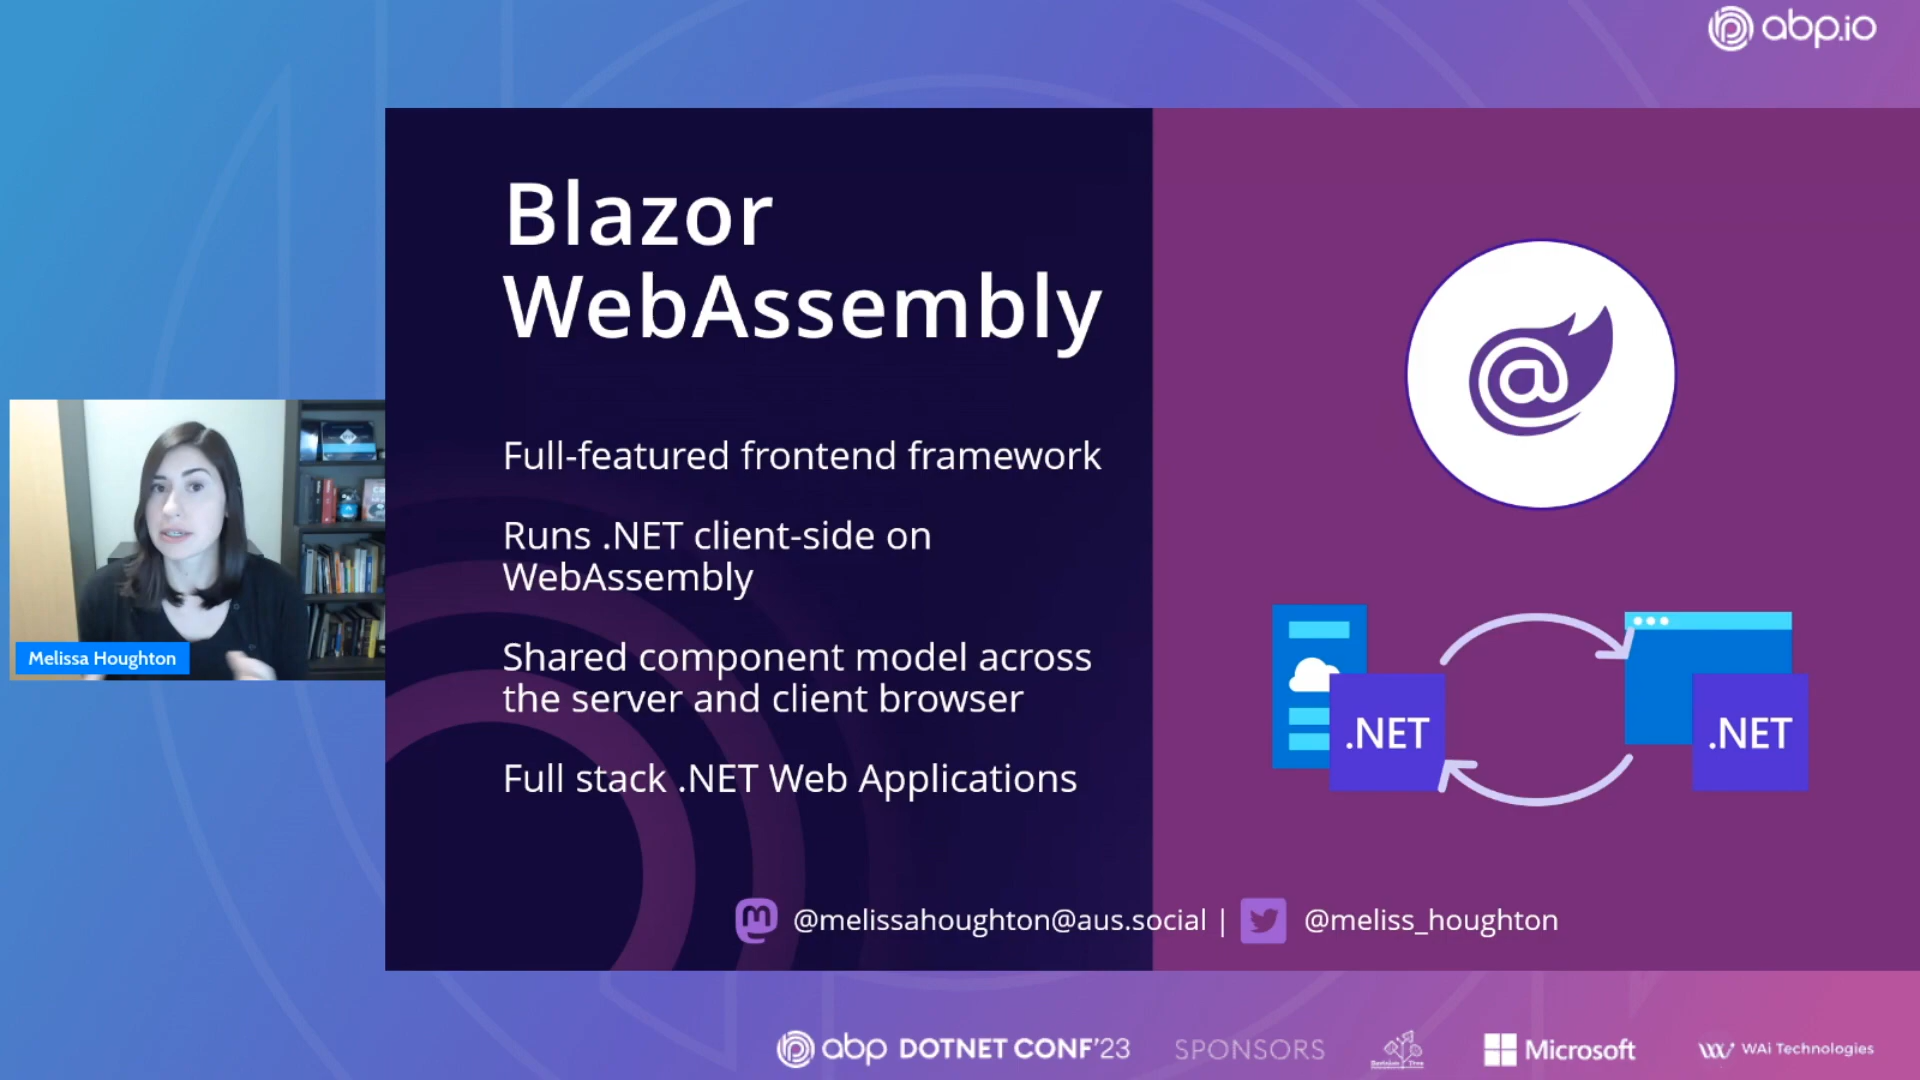 abp.io
Blazor
WebAssembly
Full-featured frontend framework
Runs .NET client-side on
WebAssembly
Shared component model across
the server and client browser
Full stack .NET Web Applications
.NET
.NET
Melissa Houghton
@melissahoughton@aus.social | @meliss_houghton
abp DOTNET CONF'23 SPONSORS Microsoft WAi Technologies